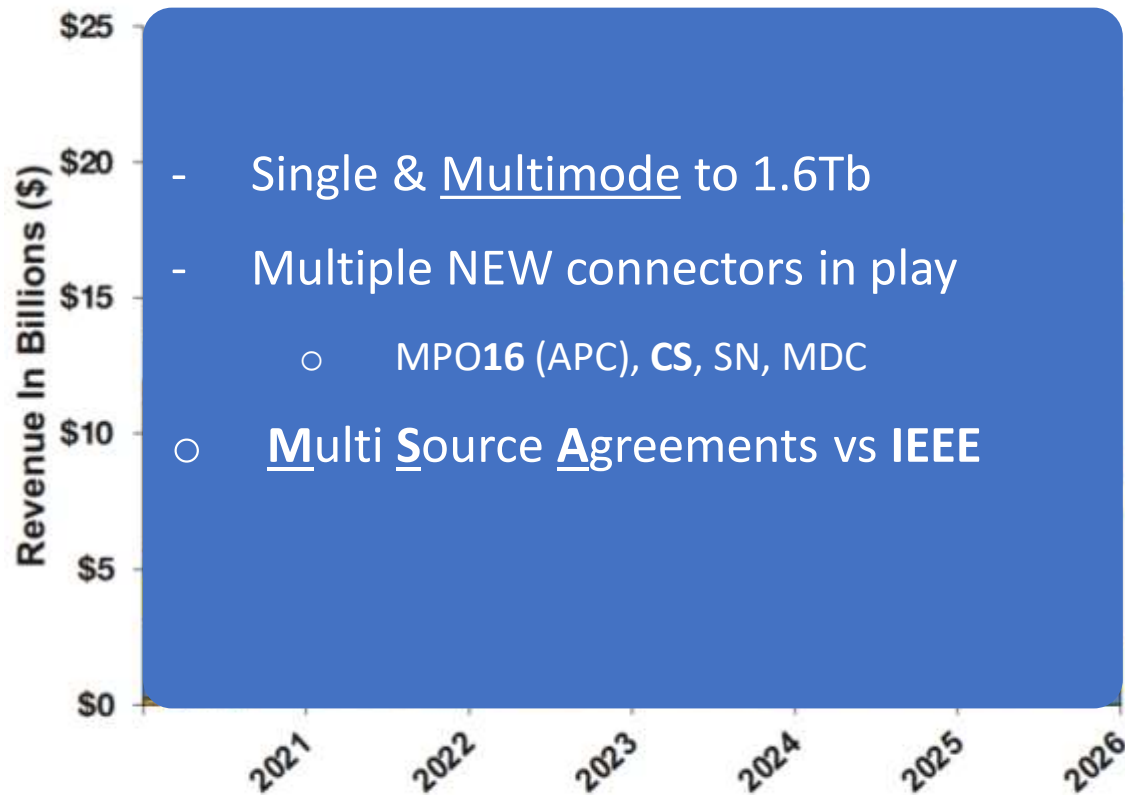 Revenue In Billions ($)
$25
$20
$15
$10
$5
$0
- Single & Multimode to 1.6Tb
- Multiple NEW connectors in play
○ MPO16 (APC), CS, SN, MDC
○ Multi Source Agreements vs IEEE
2021
2022
2023
2024
2025
2026